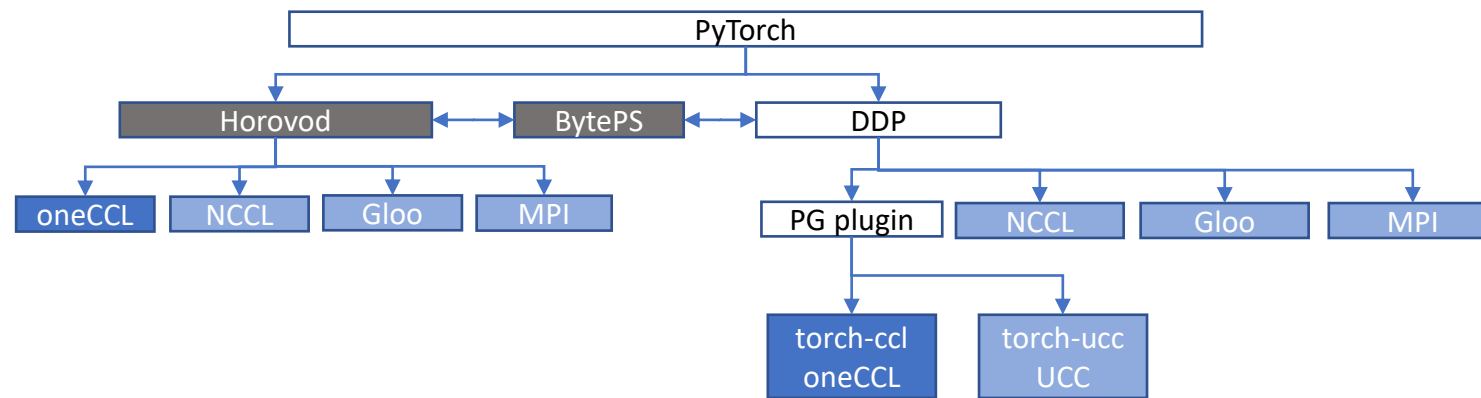 PyTorch
Horovod
BytePS
DDP
oneCCL
NCCL
Gloo
MPI
PG plugin
NCCL
Gloo
MPI
torch-ccl
oneCCL
torch-ucc
UCC